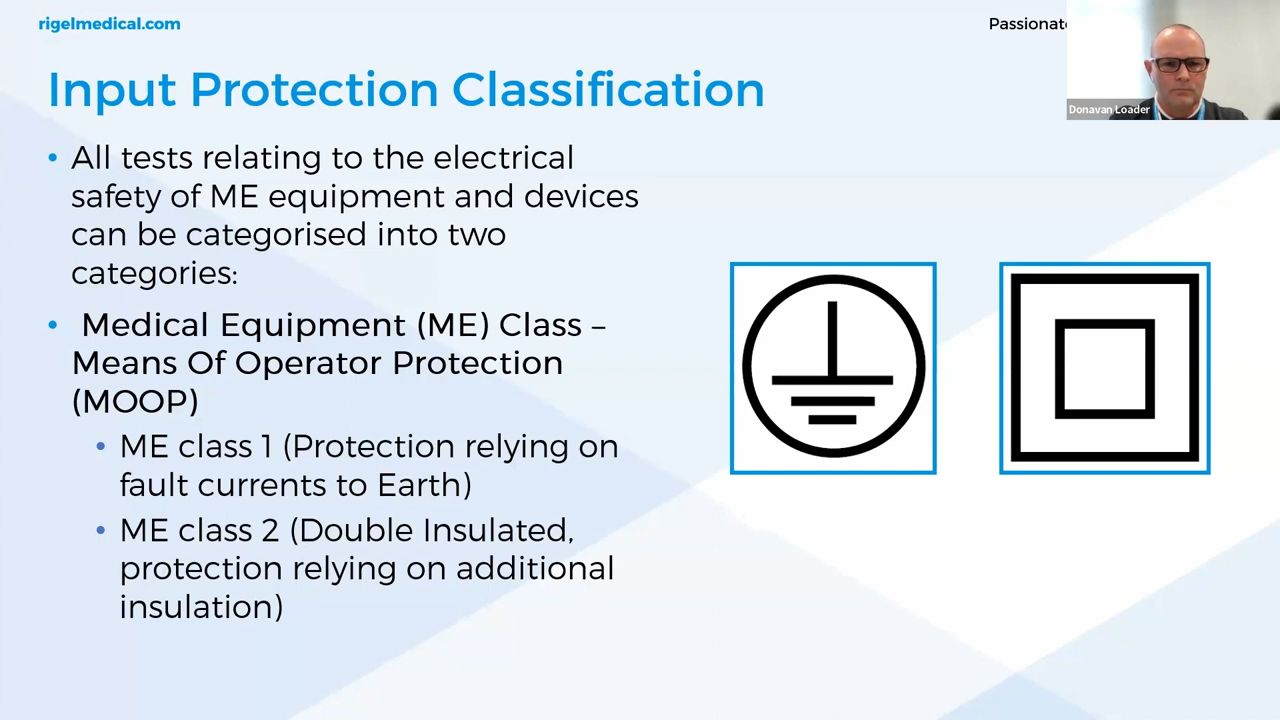 rigelmedical.com
Passionate
Donavan Loader
Input Protection Classification
• All tests relating to the electrical
safety of ME equipment and devices
can be categorised into two
categories:
• Medical Equipment (ME) Class –
Means Of Operator Protection
(MOOP)
• ME class 1 (Protection relying on
fault currents to Earth)
• ME class 2 (Double Insulated,
protection relying on additional
insulation)